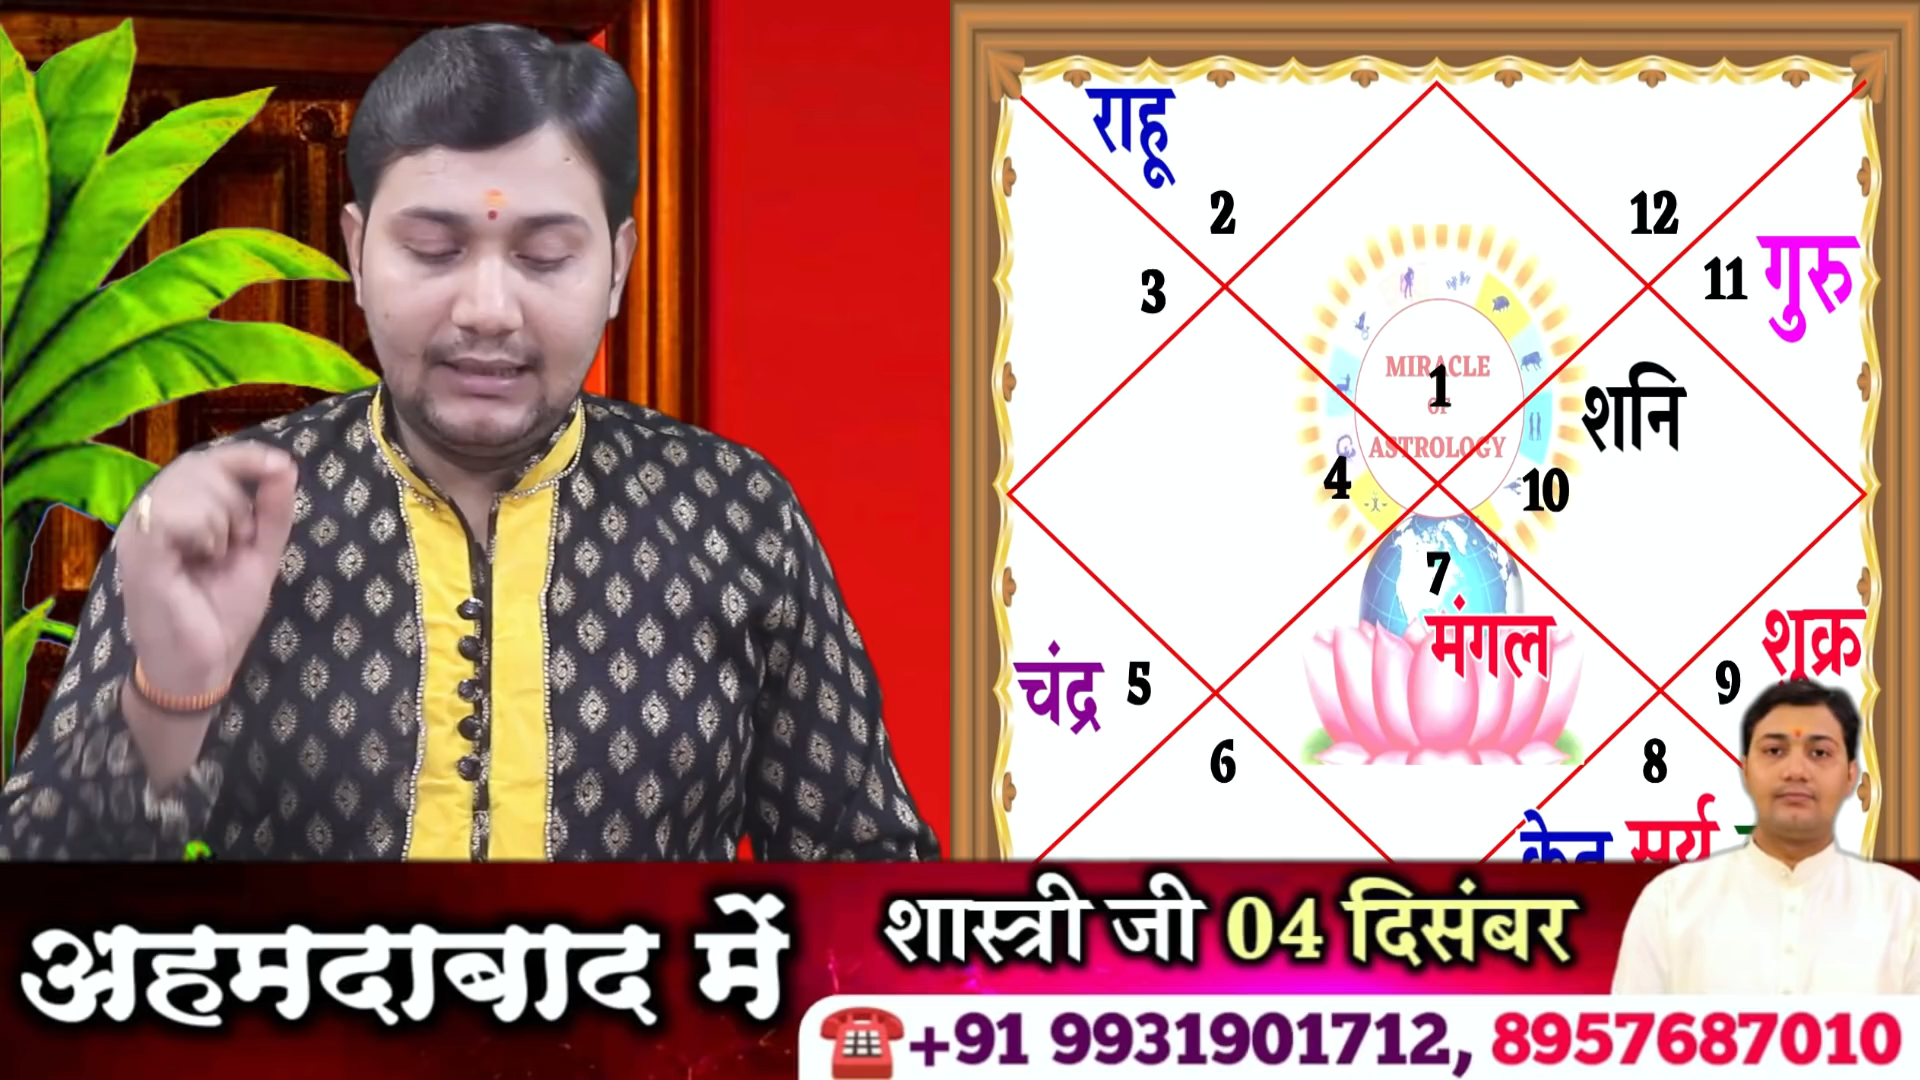 राहू
2
12
3
11 गुरु
MIRACLE
1
OF
ASTROLOGY
शनि
4
10
7
मंगल
शुक्र
चंद्र 5
9
6
8
केतु सूर्य
अहमदाबाद में
शास्त्री जी 04 दिसंबर
+91 9931901712, 8957687010